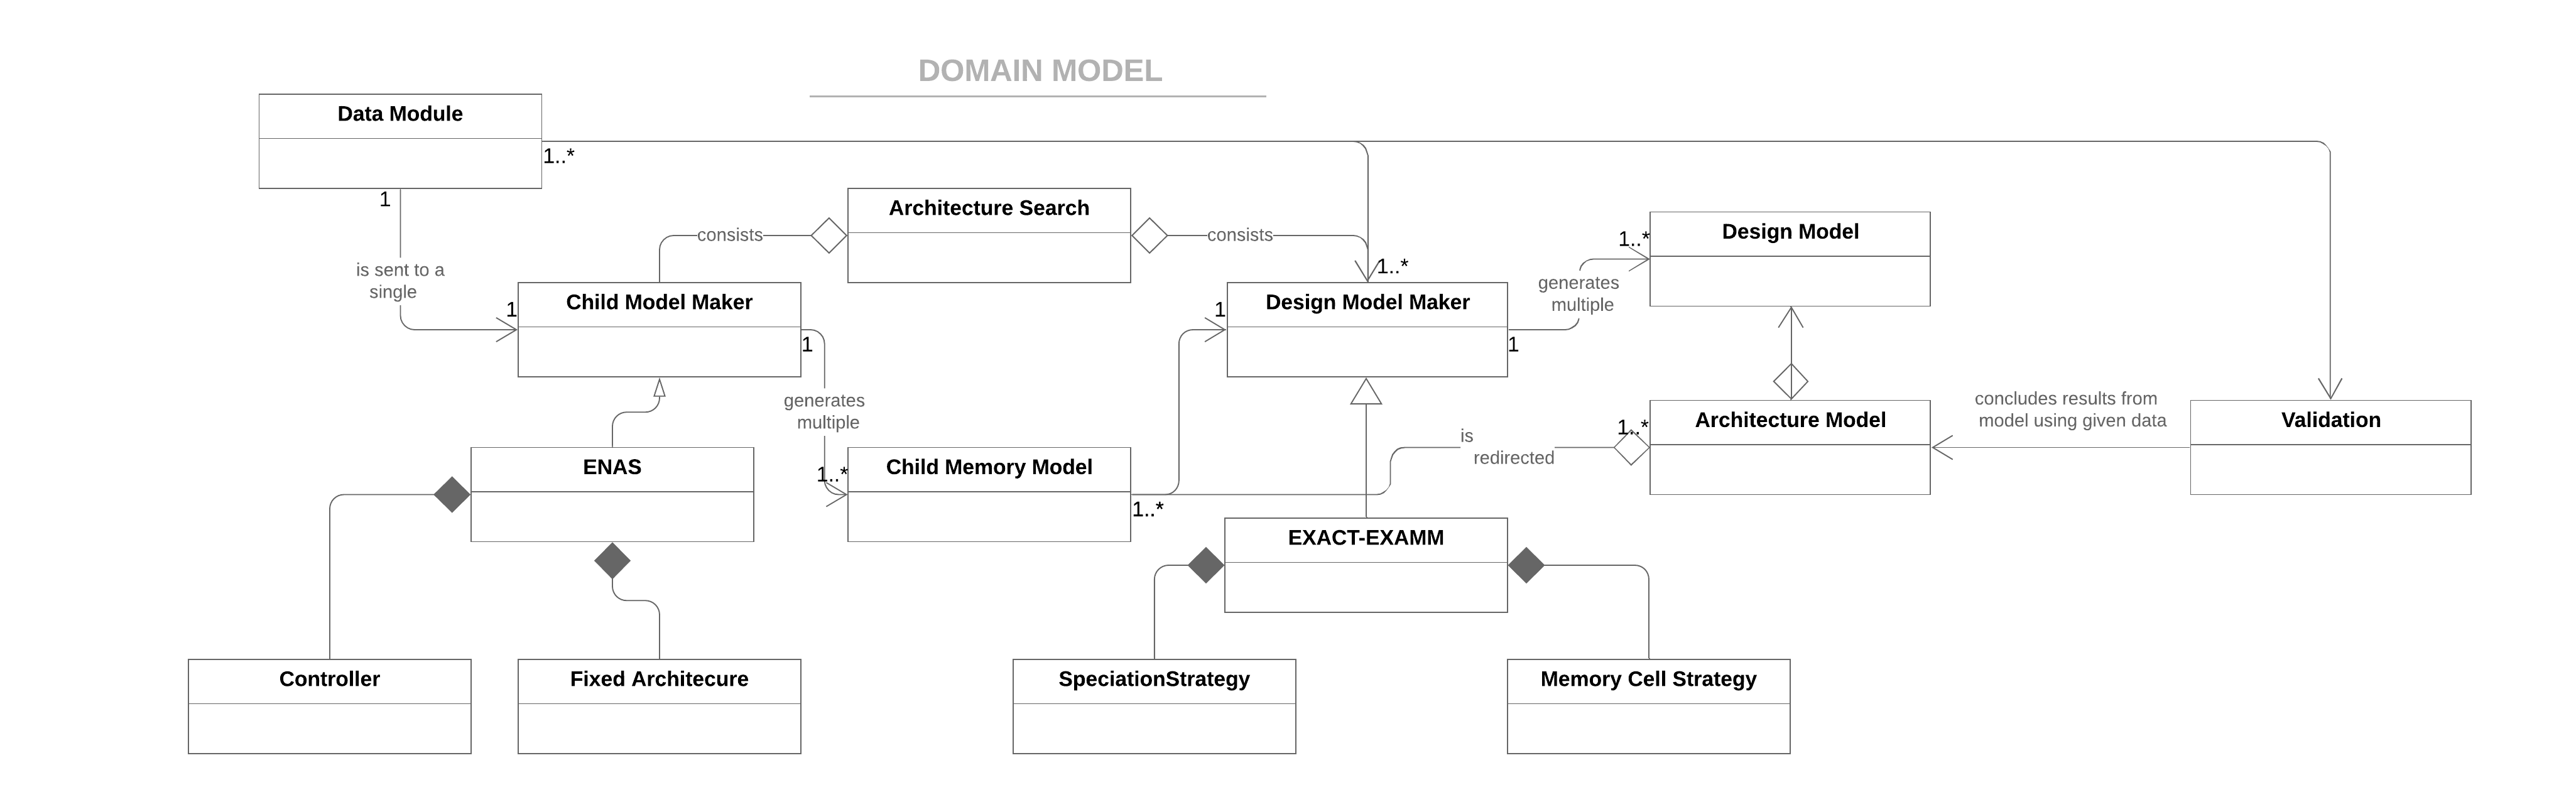 DOMAIN MODEL
Data Module
1..*
1
is sent to a
single
1
Architecture Search
consists
consists
1..*
Child Model Maker
1
generates
multiple
1..*
Design Model Maker
1
1
generates
multiple
1..*
Design Model
ENAS
Child Memory Model
1..*
is
redirected
1..*
Architecture Model
concludes results from
model using given data
Validation
EXACT-EXAMM
Controller
Fixed Architecure
SpeciationStrategy
Memory Cell Strategy